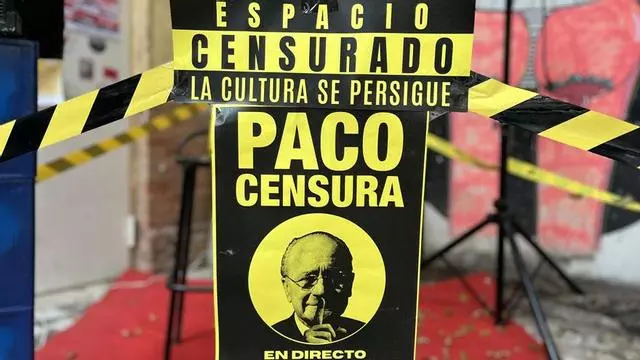 ESPACIO
CENSURADO
LA CULTURA SE PERSIGUE
PACO
CENSURA
EN DIRECTO